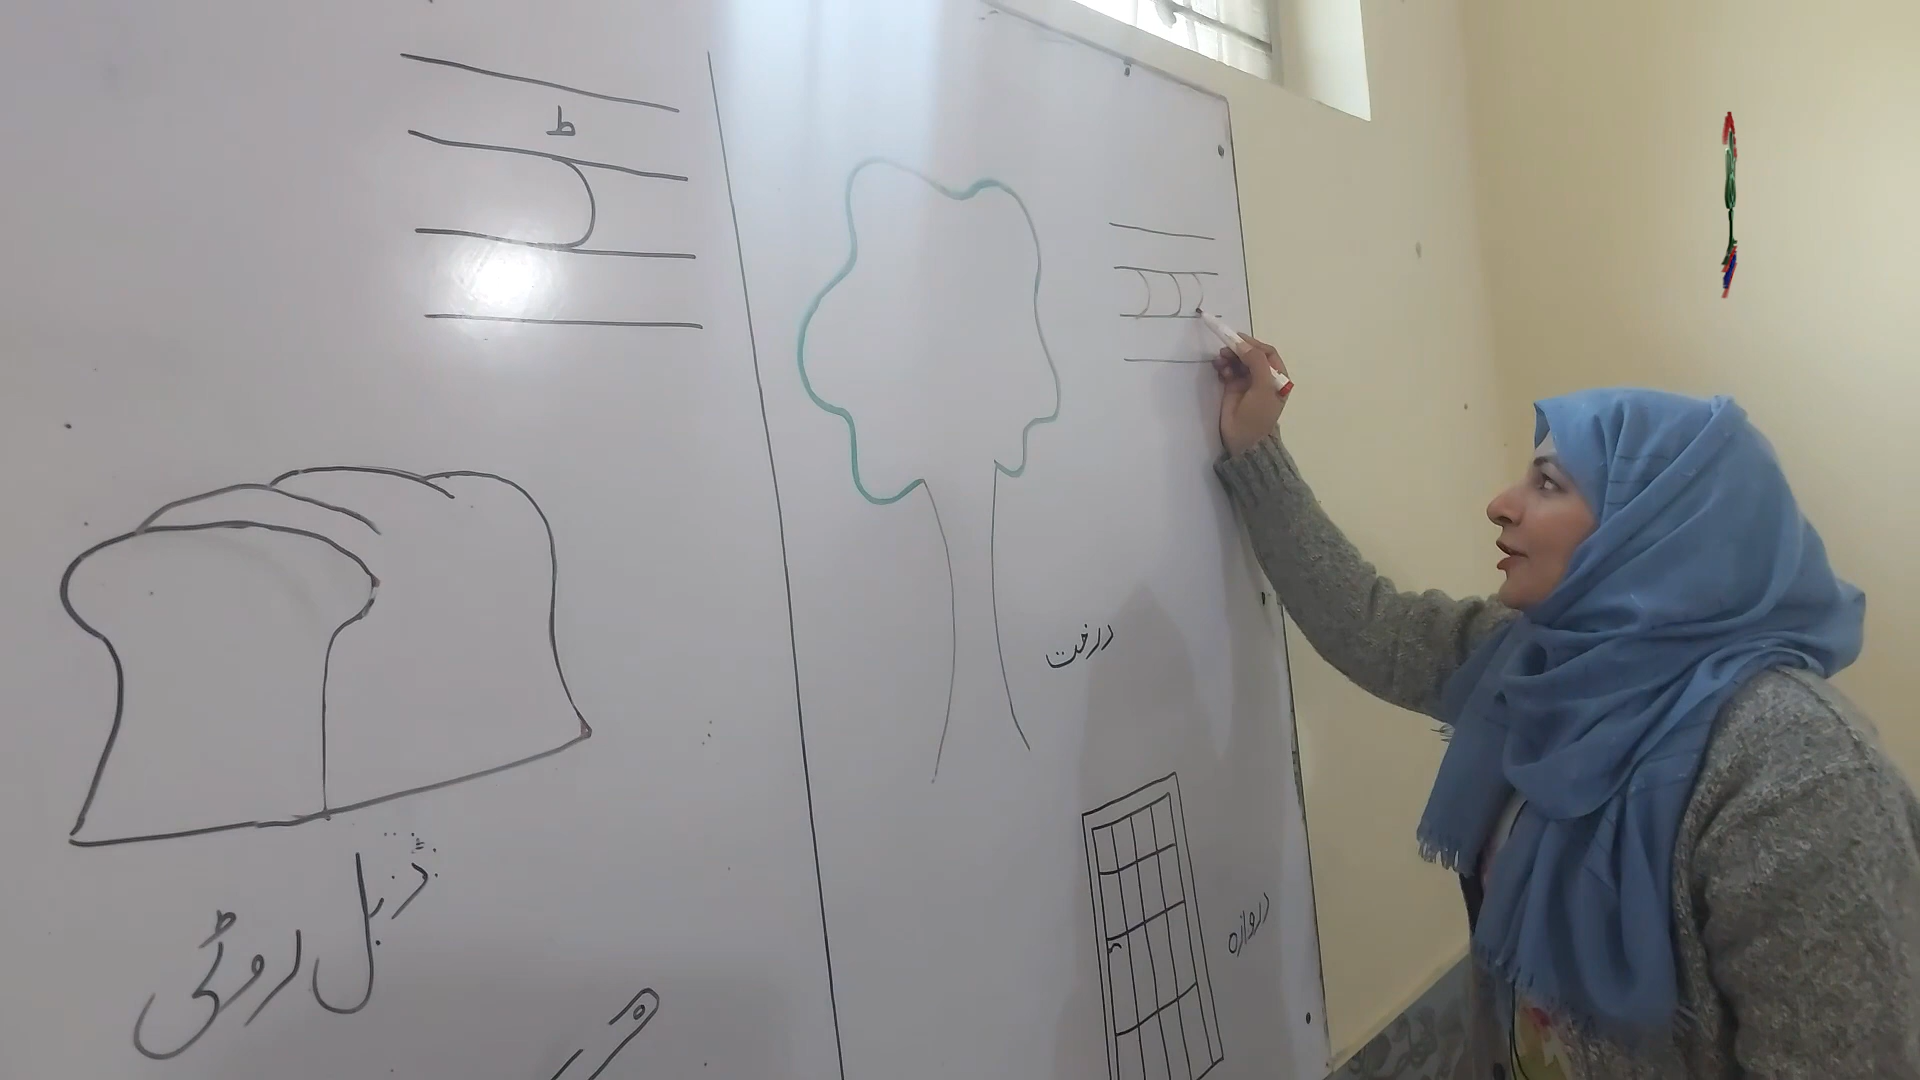 ڈ
درخت
دروازہ
ڈبل روٹی